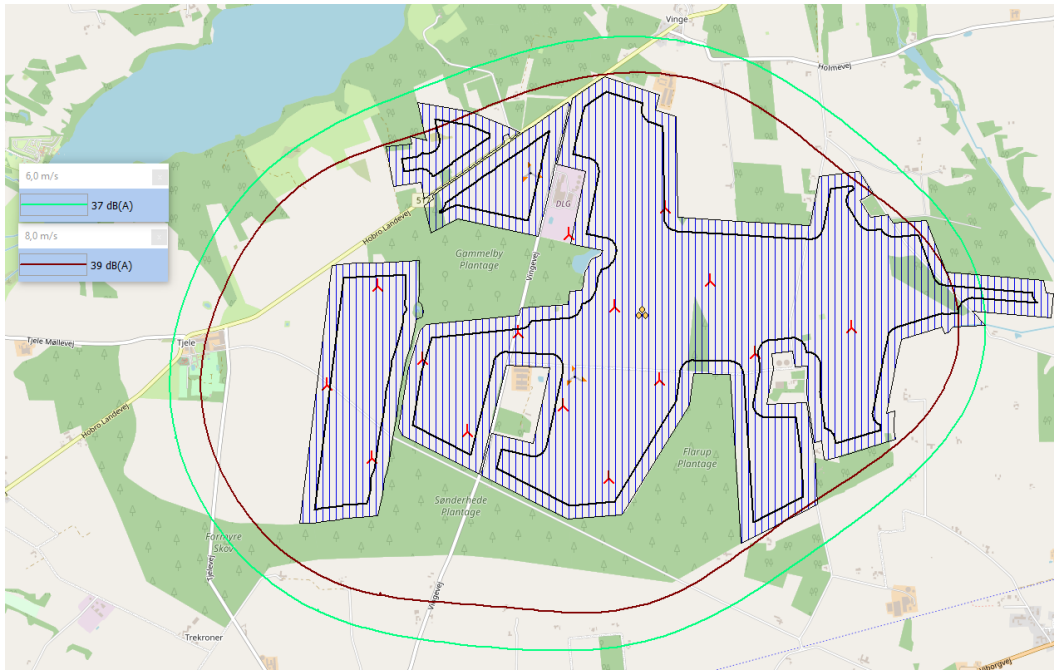 Vinge
Holmevej
6,0 m/s
37 dB(A)
8,0 m/s
39 dB(A)
DLG
Hobro Landevej
Gammelby
Plantage
Vingevej
Tjele Møllevej
Tjele
Hobro Landevej
Flarup
Plantage
Sønderhede
Plantage
Formyre
Skov
Tjelevej
Vingevej
Trekroner